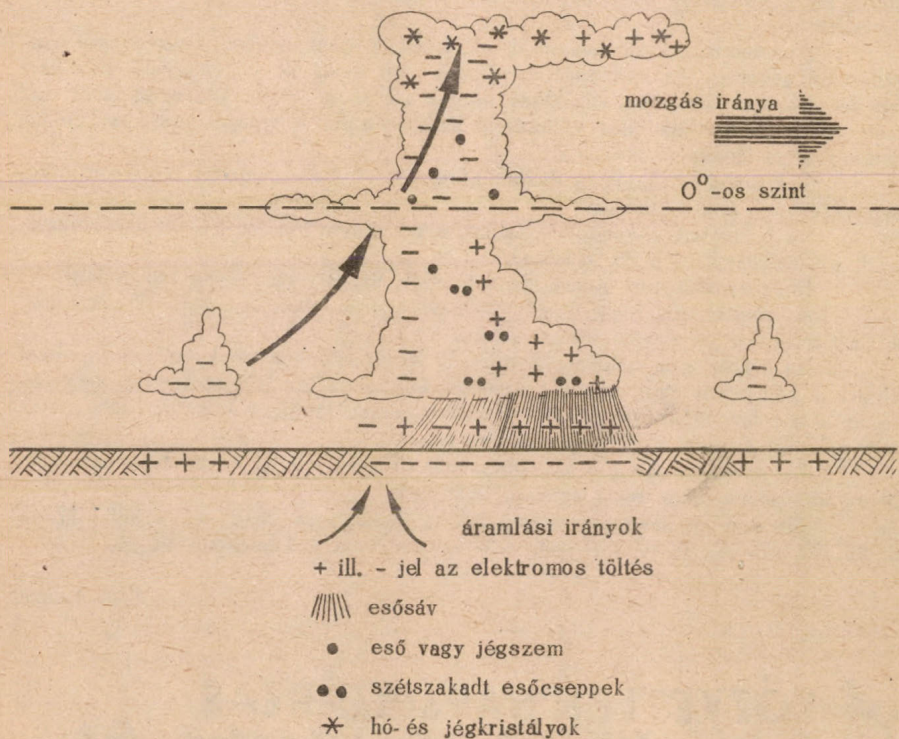 mozgás iránya
0°-os szint
áramlási irányok
+ ill. - jel az elektromos töltés
esősáv
eső vagy jégszem
szétszakadt esőcseppek
hó- és jégkristályok